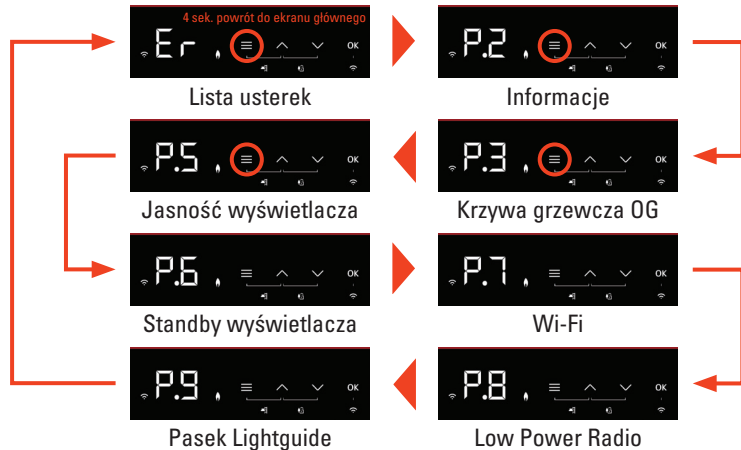 4 sek. powrót do ekranu głównego
Er
OK
Lista usterek
P.2
OK
Informacje
P.5
OK
Jasność wyświetlacza
P.3
OK
Krzywa grzewcza OG
P.6
OK
Standby wyświetlacza
P.7
OK
Wi-Fi
P.9
OK
Pasek Lightguide
P.8
OK
Low Power Radio